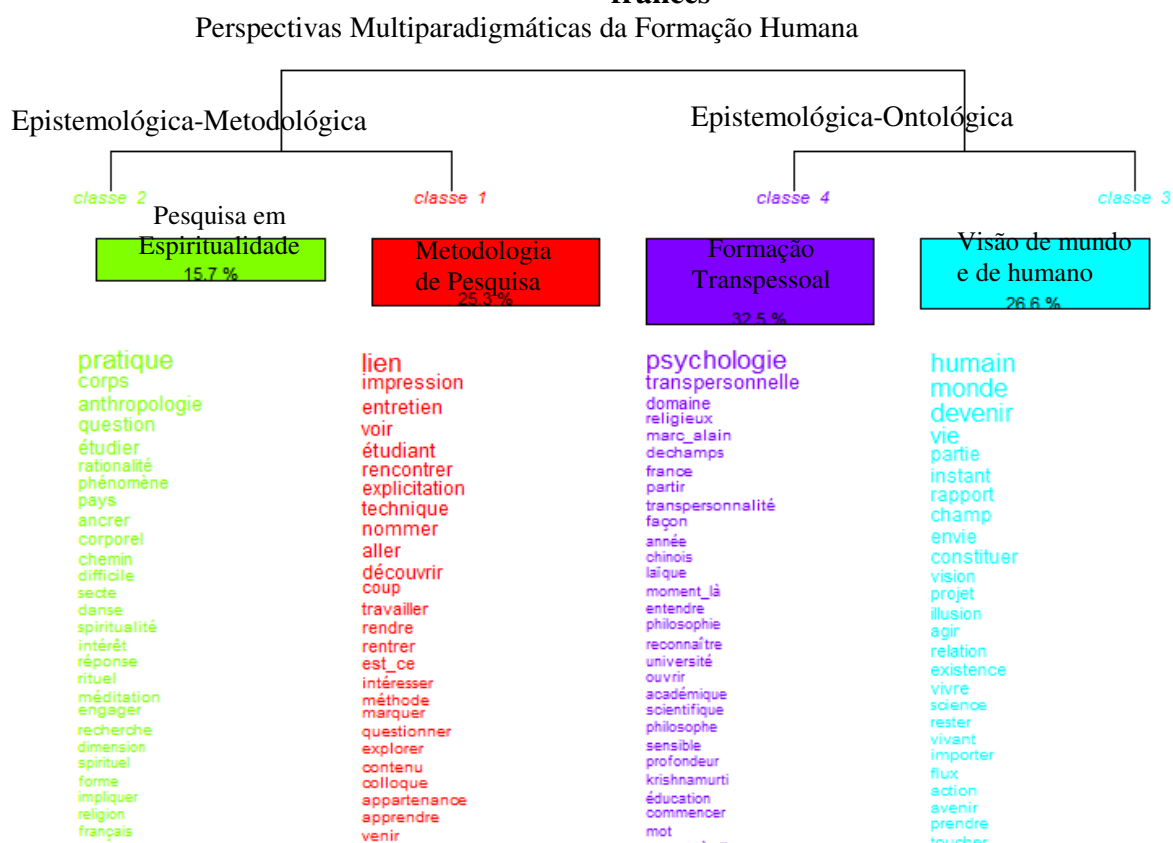 francês
Perspectivas Multiparadigmáticas da Formação Humana
Epistemológica-Metodológica
Epistemológica-Ontológica
classe 2
classe 1
classe 4
classe 3
Pesquisa em
Espiritualidade
15.7 %
Metodologia
de Pesquisa
25.3 %
Formação
Transpessoal
32.5 %
Visão de mundo
e de humano
26.6 %
pratique
corps
anthropologie
question
étudier
rationalité
phénomène
pays
ancrer
corporel
chemin
difficile
secte
danse
spiritualité
intérêt
réponse
rituel
méditation
engager
recherche
dimension
spirituel
forme
impliquer
religion
français
lien
impression
entretien
voir
étudiant
rencontrer
explicitation
technique
nommer
aller
découvrir
coup
travailler
rendre
rentrer
est_ce
intéresser
méthode
marquer
questionner
explorer
contenu
colloque
appartenance
apprendre
venir
psychologie
transpersonnelle
domaine
religieux
marc_alain
dechamps
france
partir
transpersonnalité
façon
année
chinois
laïque
moment_là
entendre
philosophie
reconnaître
université
ouvrir
académique
scientifique
philosophe
sensible
profondeur
krishnamurti
éducation
commencer
mot
humain
monde
devenir
vie
partie
instant
rapport
champ
envie
constituer
vision
projet
illusion
agir
relation
existence
vivre
science
rester
vivant
importer
flux
action
avenir
prendre
toucher